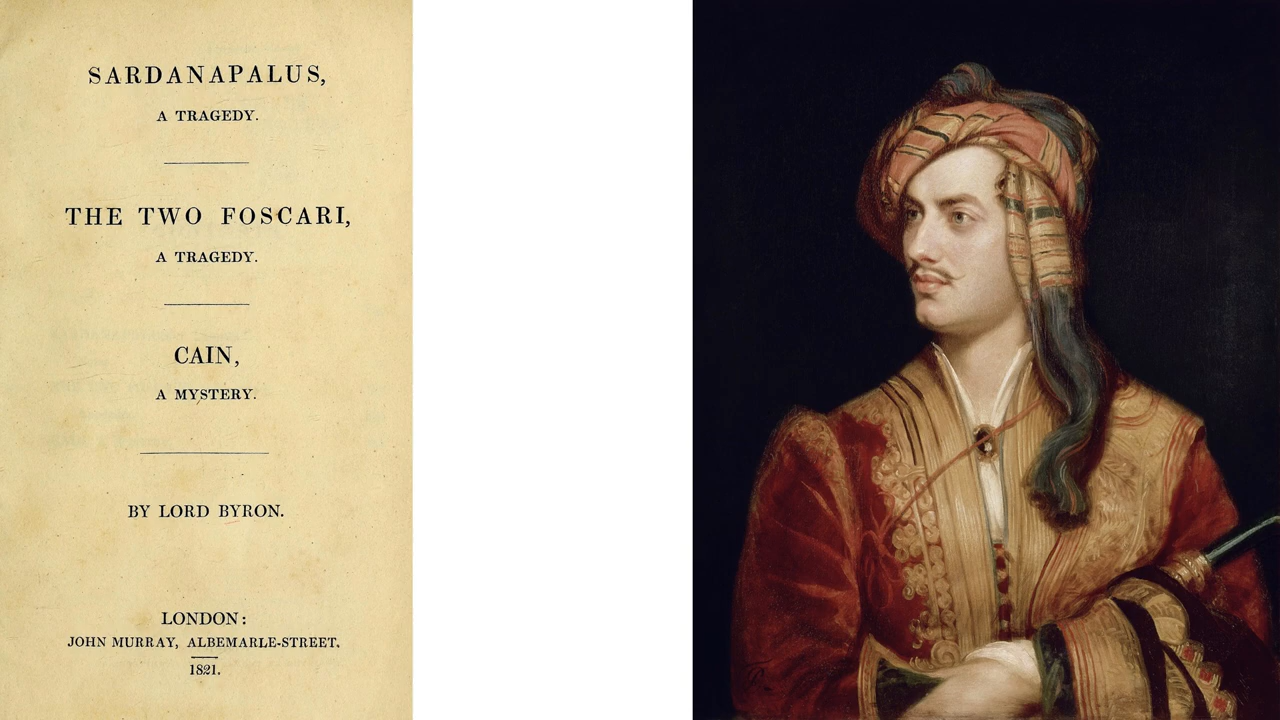 SARDANAPALUS,
A TRAGEDY.
THE TWO FOSCARI,
A TRAGEDY.
CAIN,
A MYSTERY.
BY LORD BYRON.
LONDON:
JOHN MURRAY, ALBEMARLE-STREET.
1821.